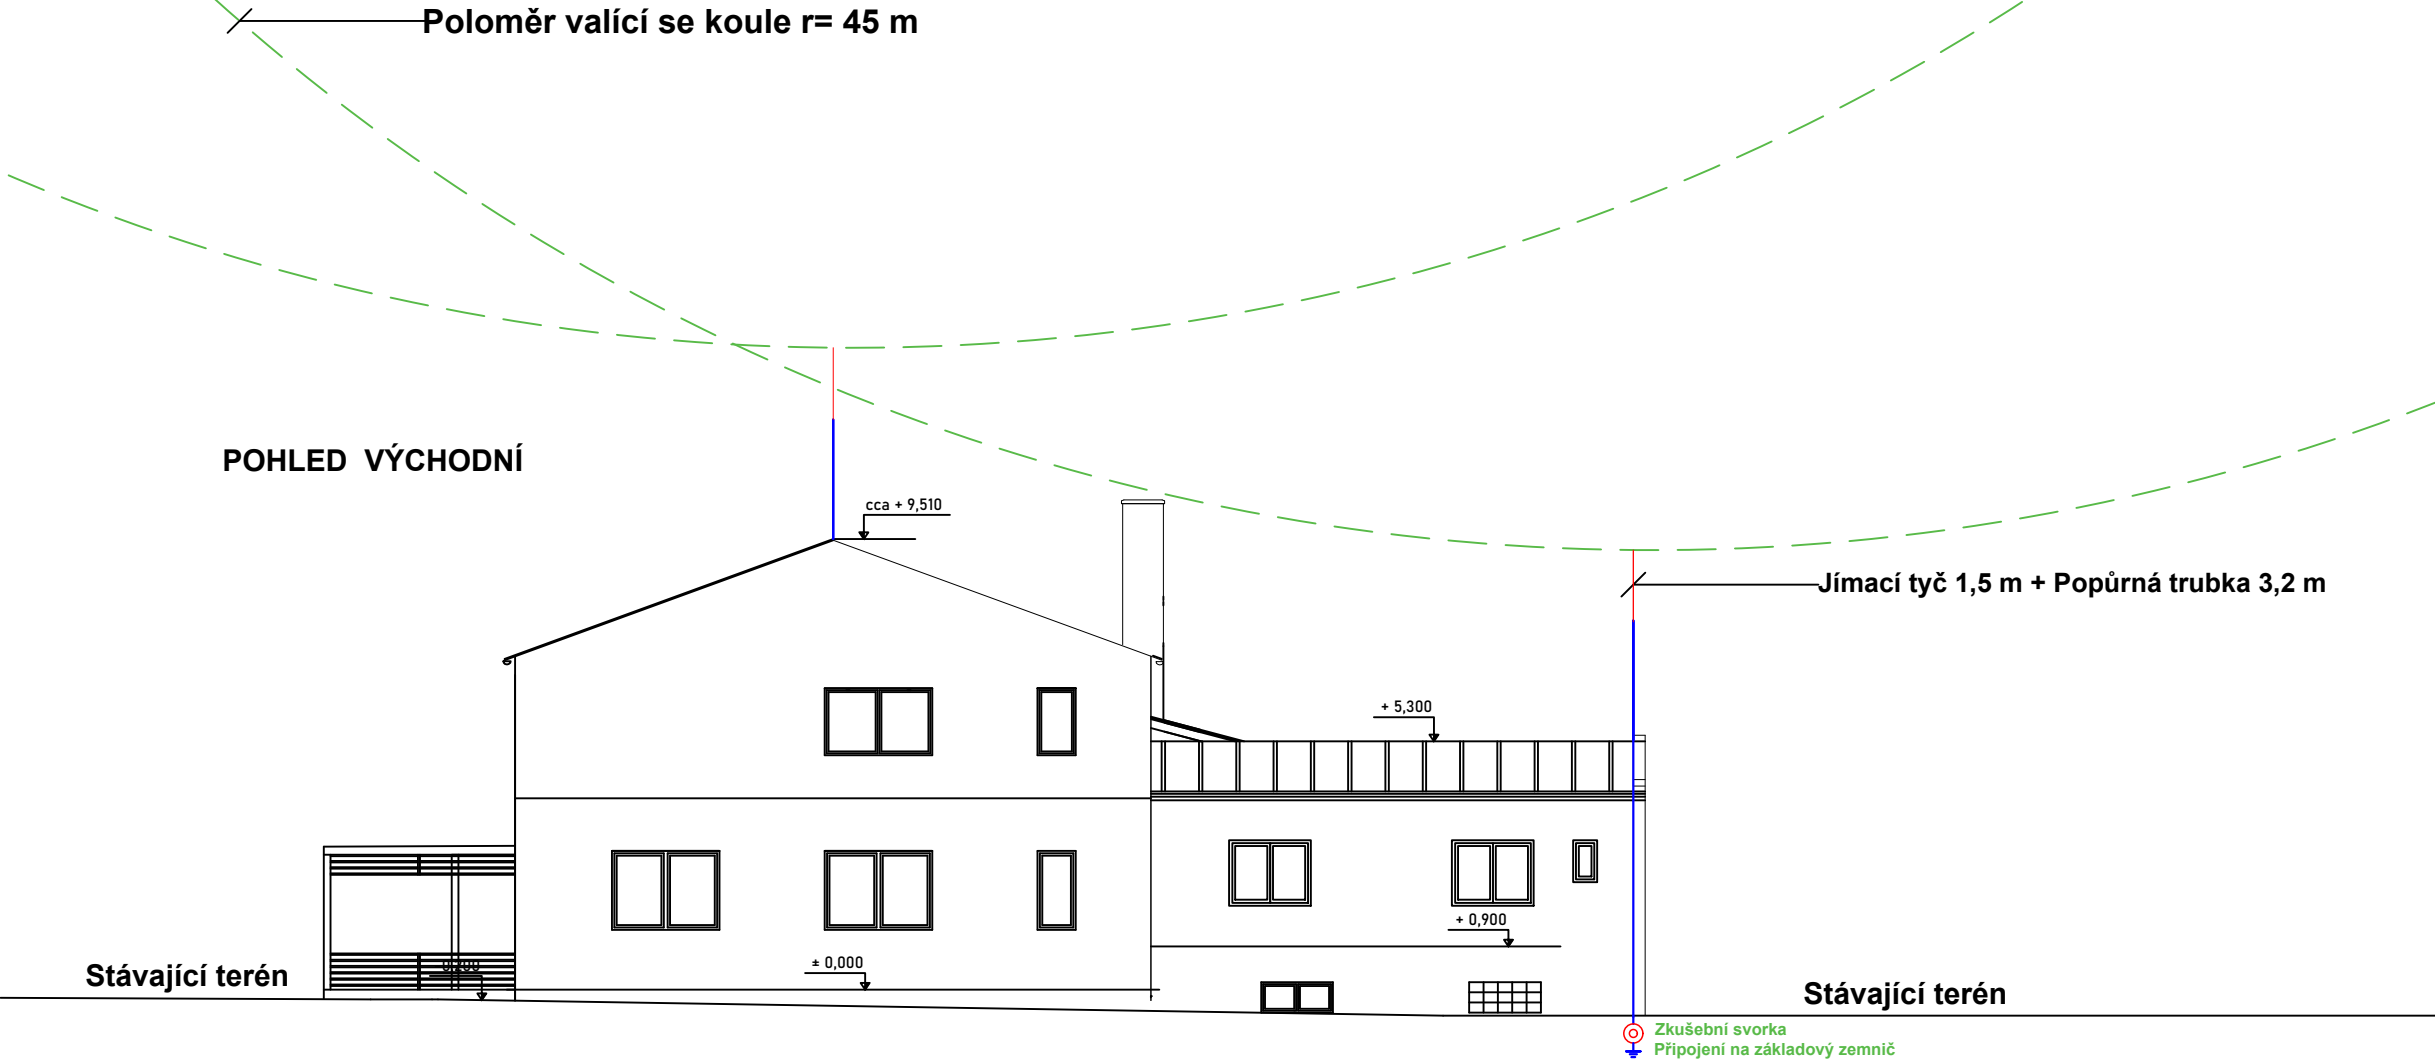 Poloměr valící se koule r= 45 m
POHLED VÝCHODNÍ
cca + 9,510
Jímací tyč 1,5 m + Popůrná trubka 3,2 m
+ 5,300
+ 0,900
± 0,000
Stávající terén
Stávající terén
Zkušební svorka
Připojení na základový zemnič